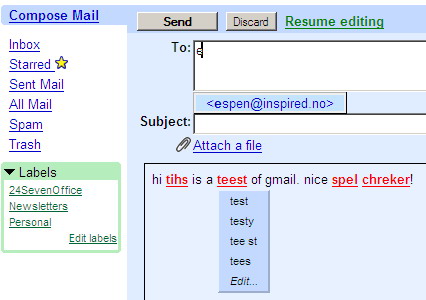 Compose Mail
Send Discard Resume editing
Inbox
Starred
Sent Mail
All Mail
Spam
Trash
Labels
24SevenOffice
Newsletters
Personal
Edit labels
To: e
<espen@inspired.no>
Subject:
Attach a file
hi tihs is a teest of gmail. nice spel chreker!
test
testy
tee st
tees
Edit...